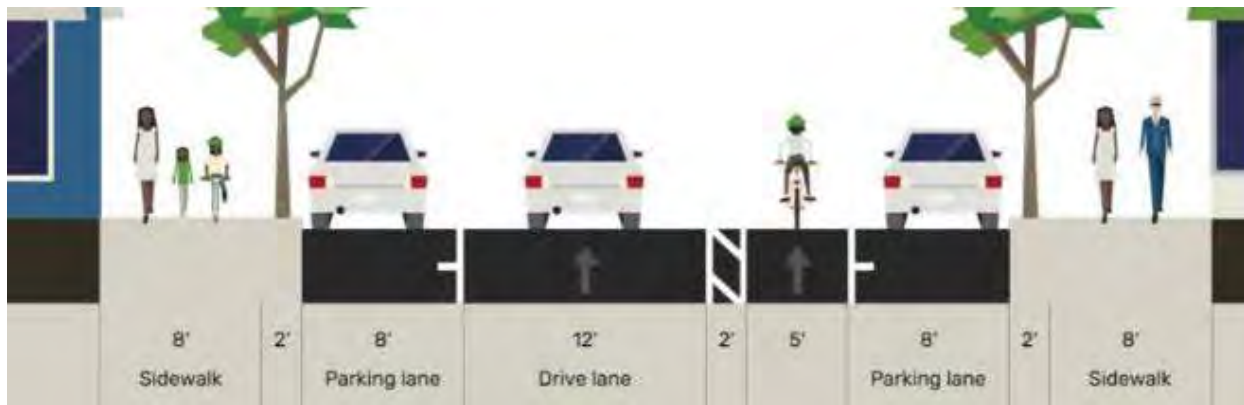 8' 2' 8' 12' 2' 5' 8' 2' 8'
Sidewalk Parking lane Drive lane Parking lane Sidewalk